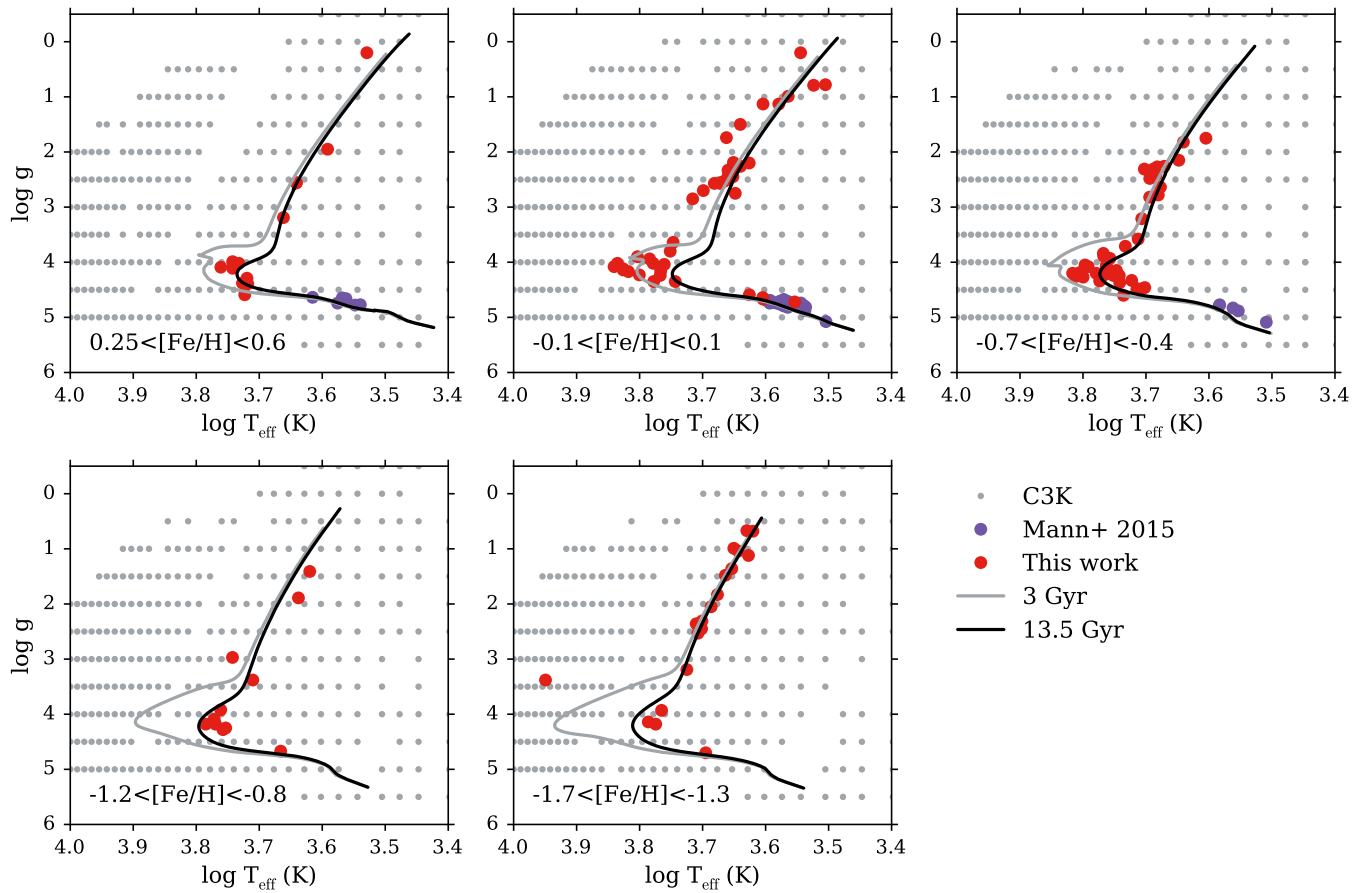 log g
0
1
2
3
4
5
6
4.0 3.9 3.8 3.7 3.6 3.5 3.4
log Teff (K)
0.25<[Fe/H]<0.6
0
1
2
3
4
5
6
4.0 3.9 3.8 3.7 3.6 3.5 3.4
log Teff (K)
-0.1<[Fe/H]<0.1
0
1
2
3
4
5
6
4.0 3.9 3.8 3.7 3.6 3.5 3.4
log Teff (K)
-0.7<[Fe/H]<-0.4
log g
0
1
2
3
4
5
6
4.0 3.9 3.8 3.7 3.6 3.5 3.4
log Teff (K)
-1.2<[Fe/H]<-0.8
0
1
2
3
4
5
6
4.0 3.9 3.8 3.7 3.6 3.5 3.4
log Teff (K)
-1.7<[Fe/H]<-1.3
C3K
Mann+ 2015
This work
3 Gyr
13.5 Gyr